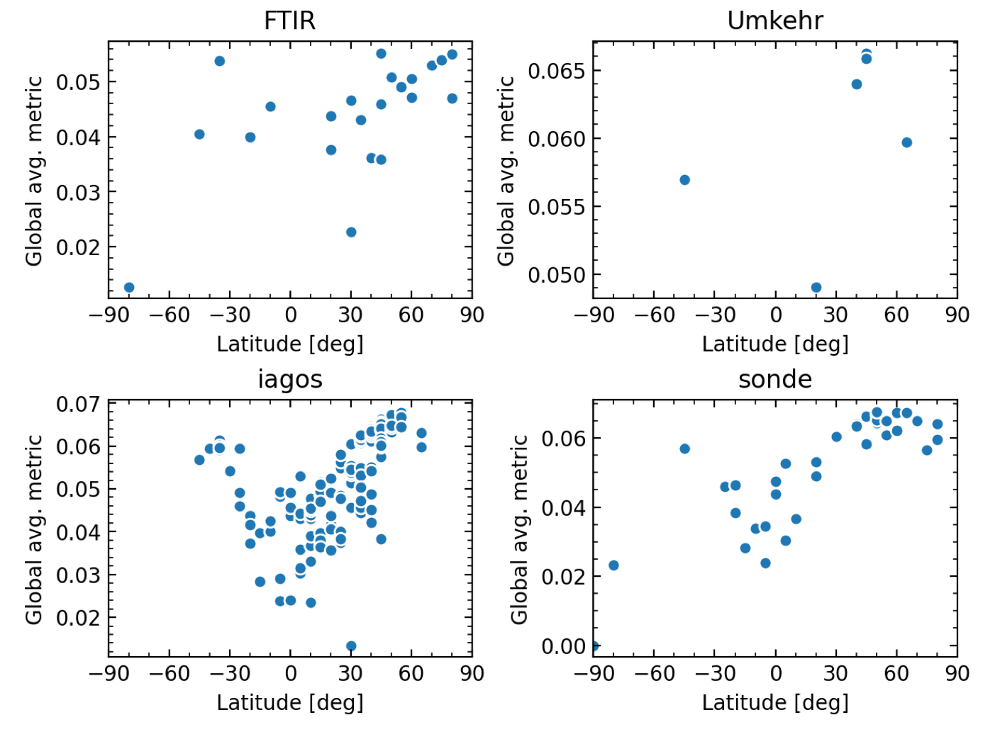 FTIR
Umkehr
Global avg. metric
0.05
0.04
0.03
0.02
−90 −60 −30 0 30 60 90
Latitude [deg]
Global avg. metric
0.065
0.060
0.055
0.050
−90 −60 −30 0 30 60 90
Latitude [deg]
iagos
sonde
Global avg. metric
0.07
0.06
0.05
0.04
0.03
0.02
−90 −60 −30 0 30 60 90
Latitude [deg]
Global avg. metric
0.06
0.04
0.02
0.00
−90 −60 −30 0 30 60 90
Latitude [deg]